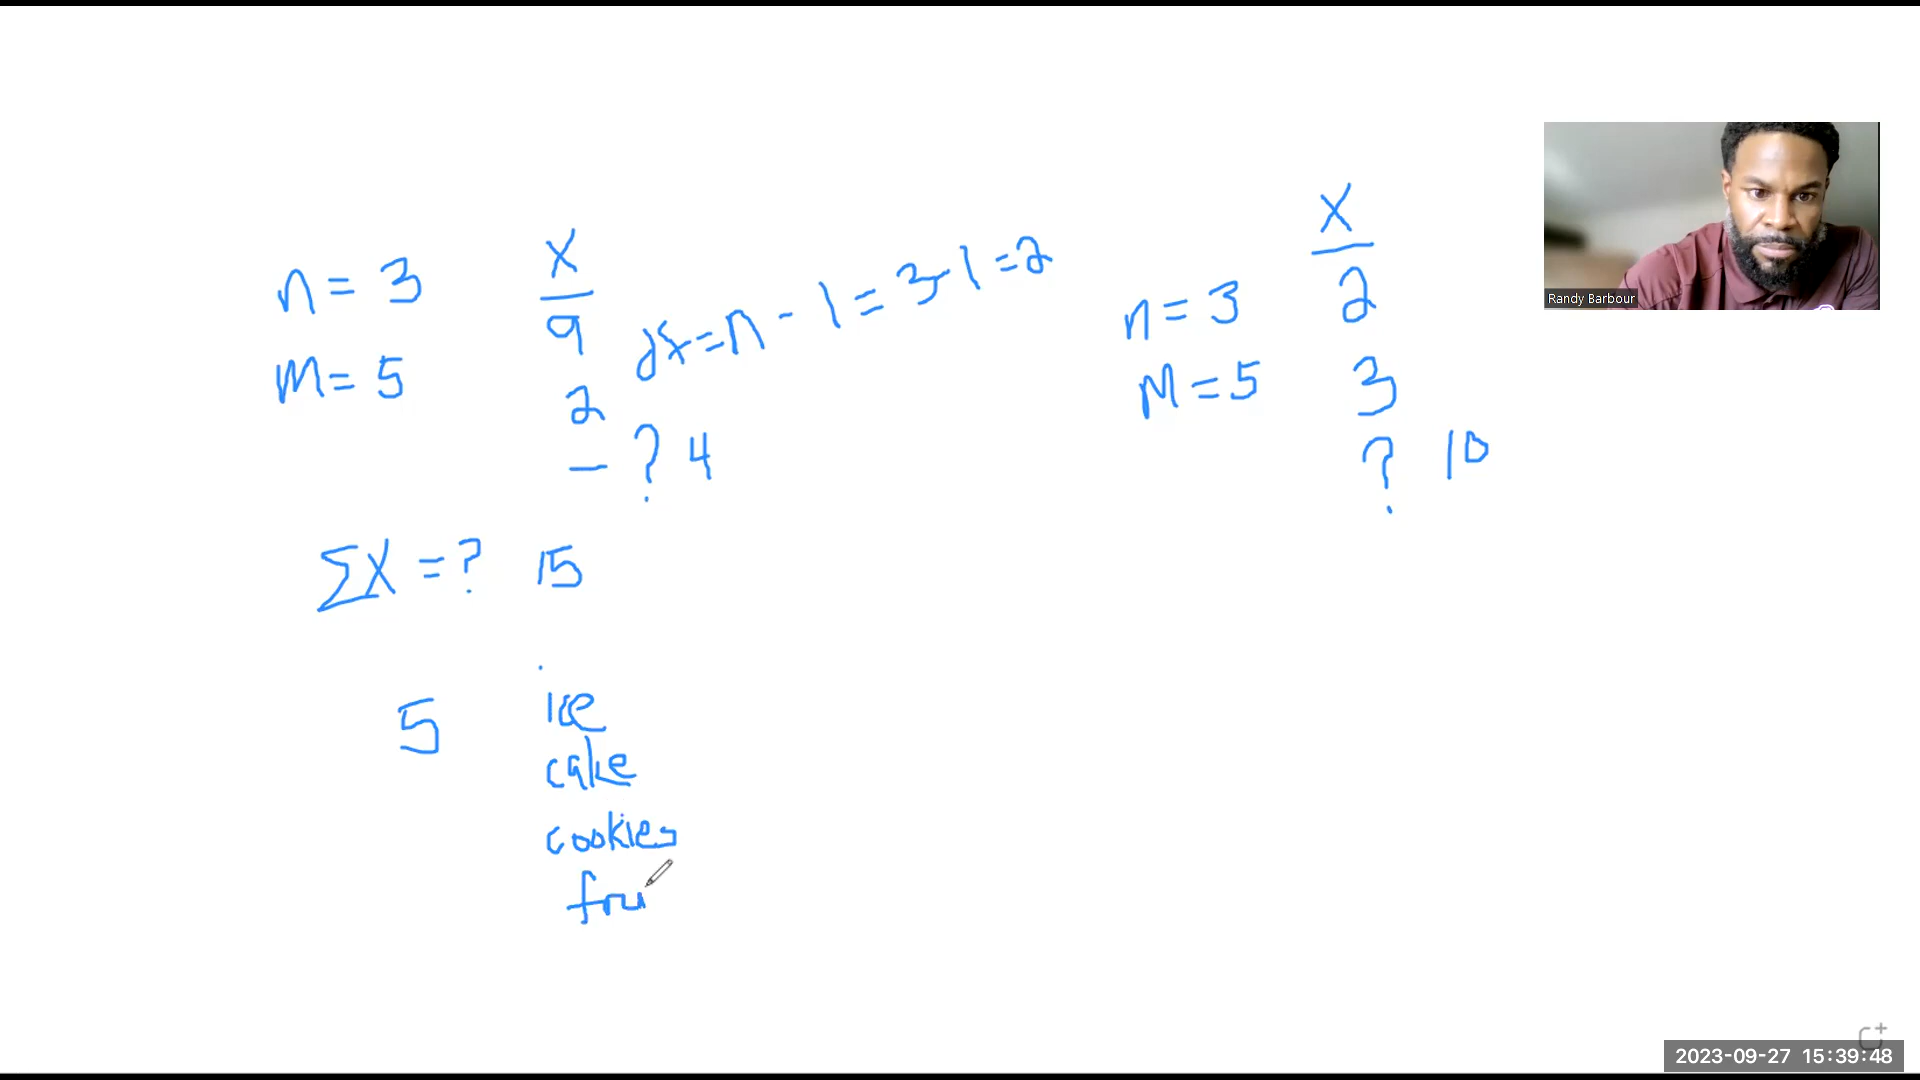 n = 3
M = 5
X
9
2
– ? 4
df = n - 1 = 3-1 = 2
ΣX = ? 15
n = 3
M = 5
X
2
3
? 10
5
ice
cake
cookies
frui
Randy Barbour
2023-09-27 15:39:48